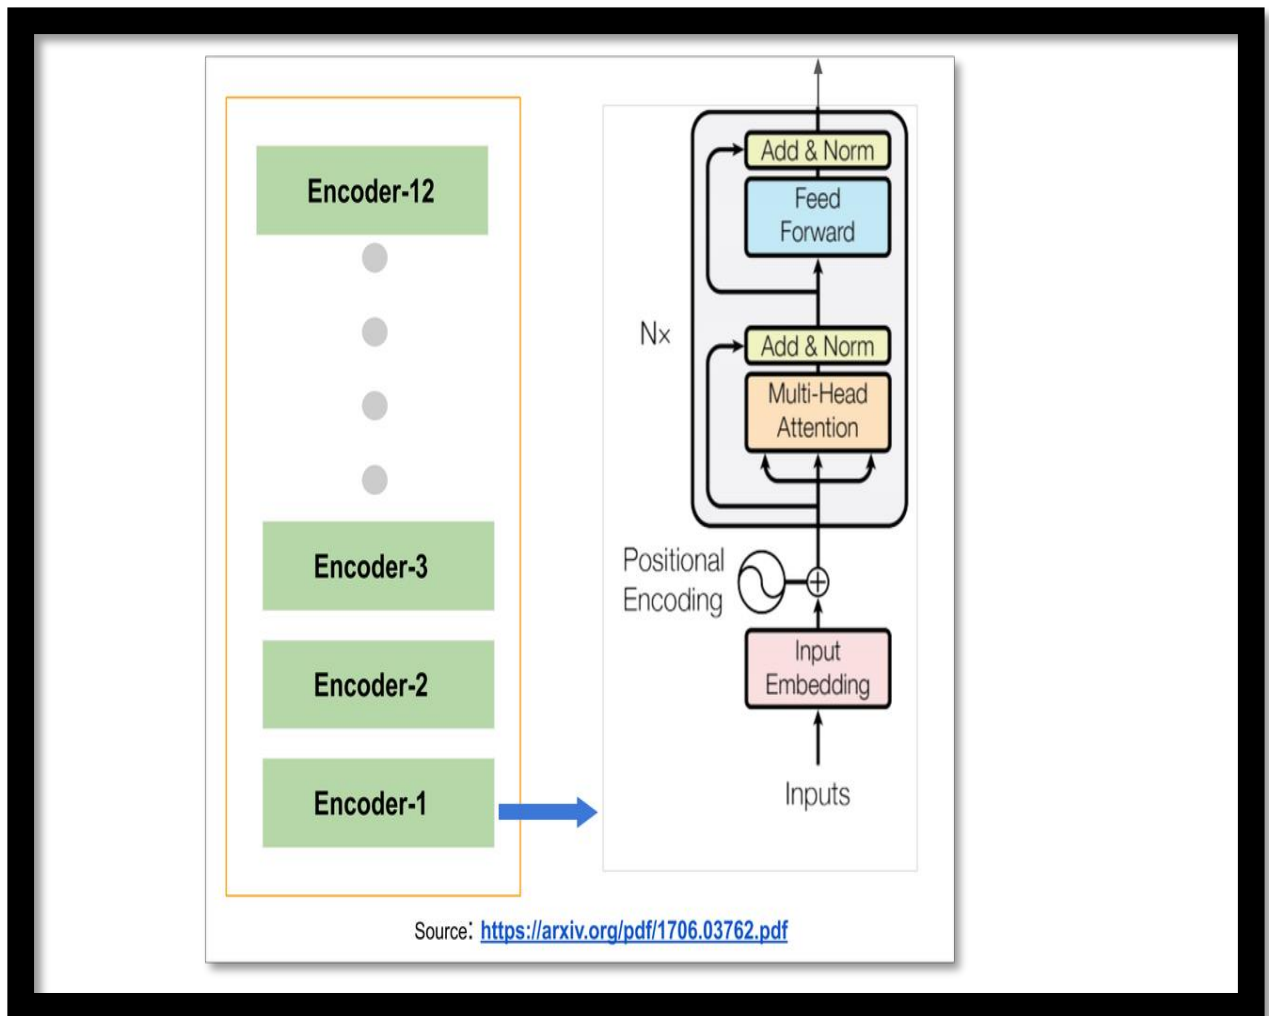 Encoder-12
Encoder-3
Encoder-2
Encoder-1
Add & Norm
Feed
Forward
Nx
Add & Norm
Multi-Head
Attention
Positional
Encoding
Input
Embedding
Inputs
Source: https://arxiv.org/pdf/1706.03762.pdf